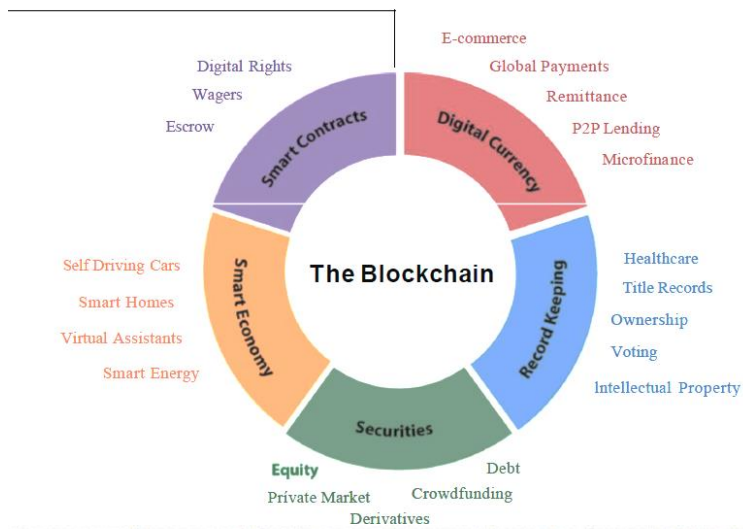 E-commerce
Digital Rights
Global Payments
Wagers
Remittance
Escrow
P2P Lending
Microfinance
Smart Contracts
Digital Currency
Self Driving Cars
Smart Homes
Virtual Assistants
Smart Energy
Smart Economy
The Blockchain
Record Keeping
Healthcare
Title Records
Ownership
Voting
Intellectual Property
Securities
Equity
Debt
Prívate Market
Crowdfunding
Derivatives